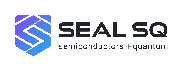 SEAL SQ
semiconductors + quantum